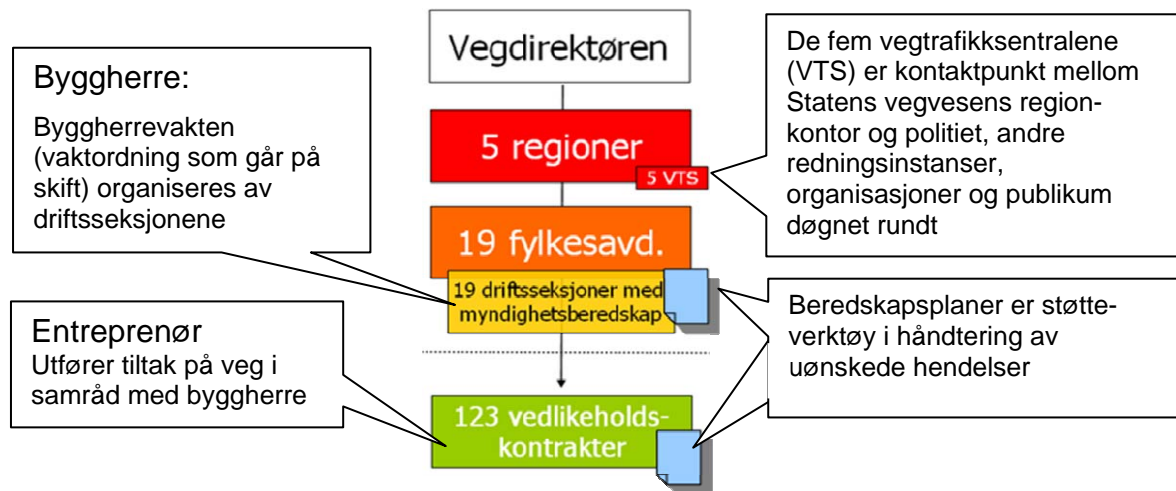 Vegdirektøren
Byggherre:
Byggherrevakten
(vaktordning som går på
skift) organiseres av
driftsseksjonene
De fem vegtrafikksentralene
(VTS) er kontaktpunkt mellom
Statens vegvesens region-
kontor og politiet, andre
redningsinstanser,
organisasjoner og publikum
døgnet rundt
5 regioner
5 VTS
19 fylkesavd.
19 driftsseksjoner med
myndighetsberedskap
Entreprenør
Utfører tiltak på veg i
samråd med byggherre
Beredskapsplaner er støtte-
verktøy i håndtering av
uønskede hendelser
123 vedlikeholds-
kontrakter